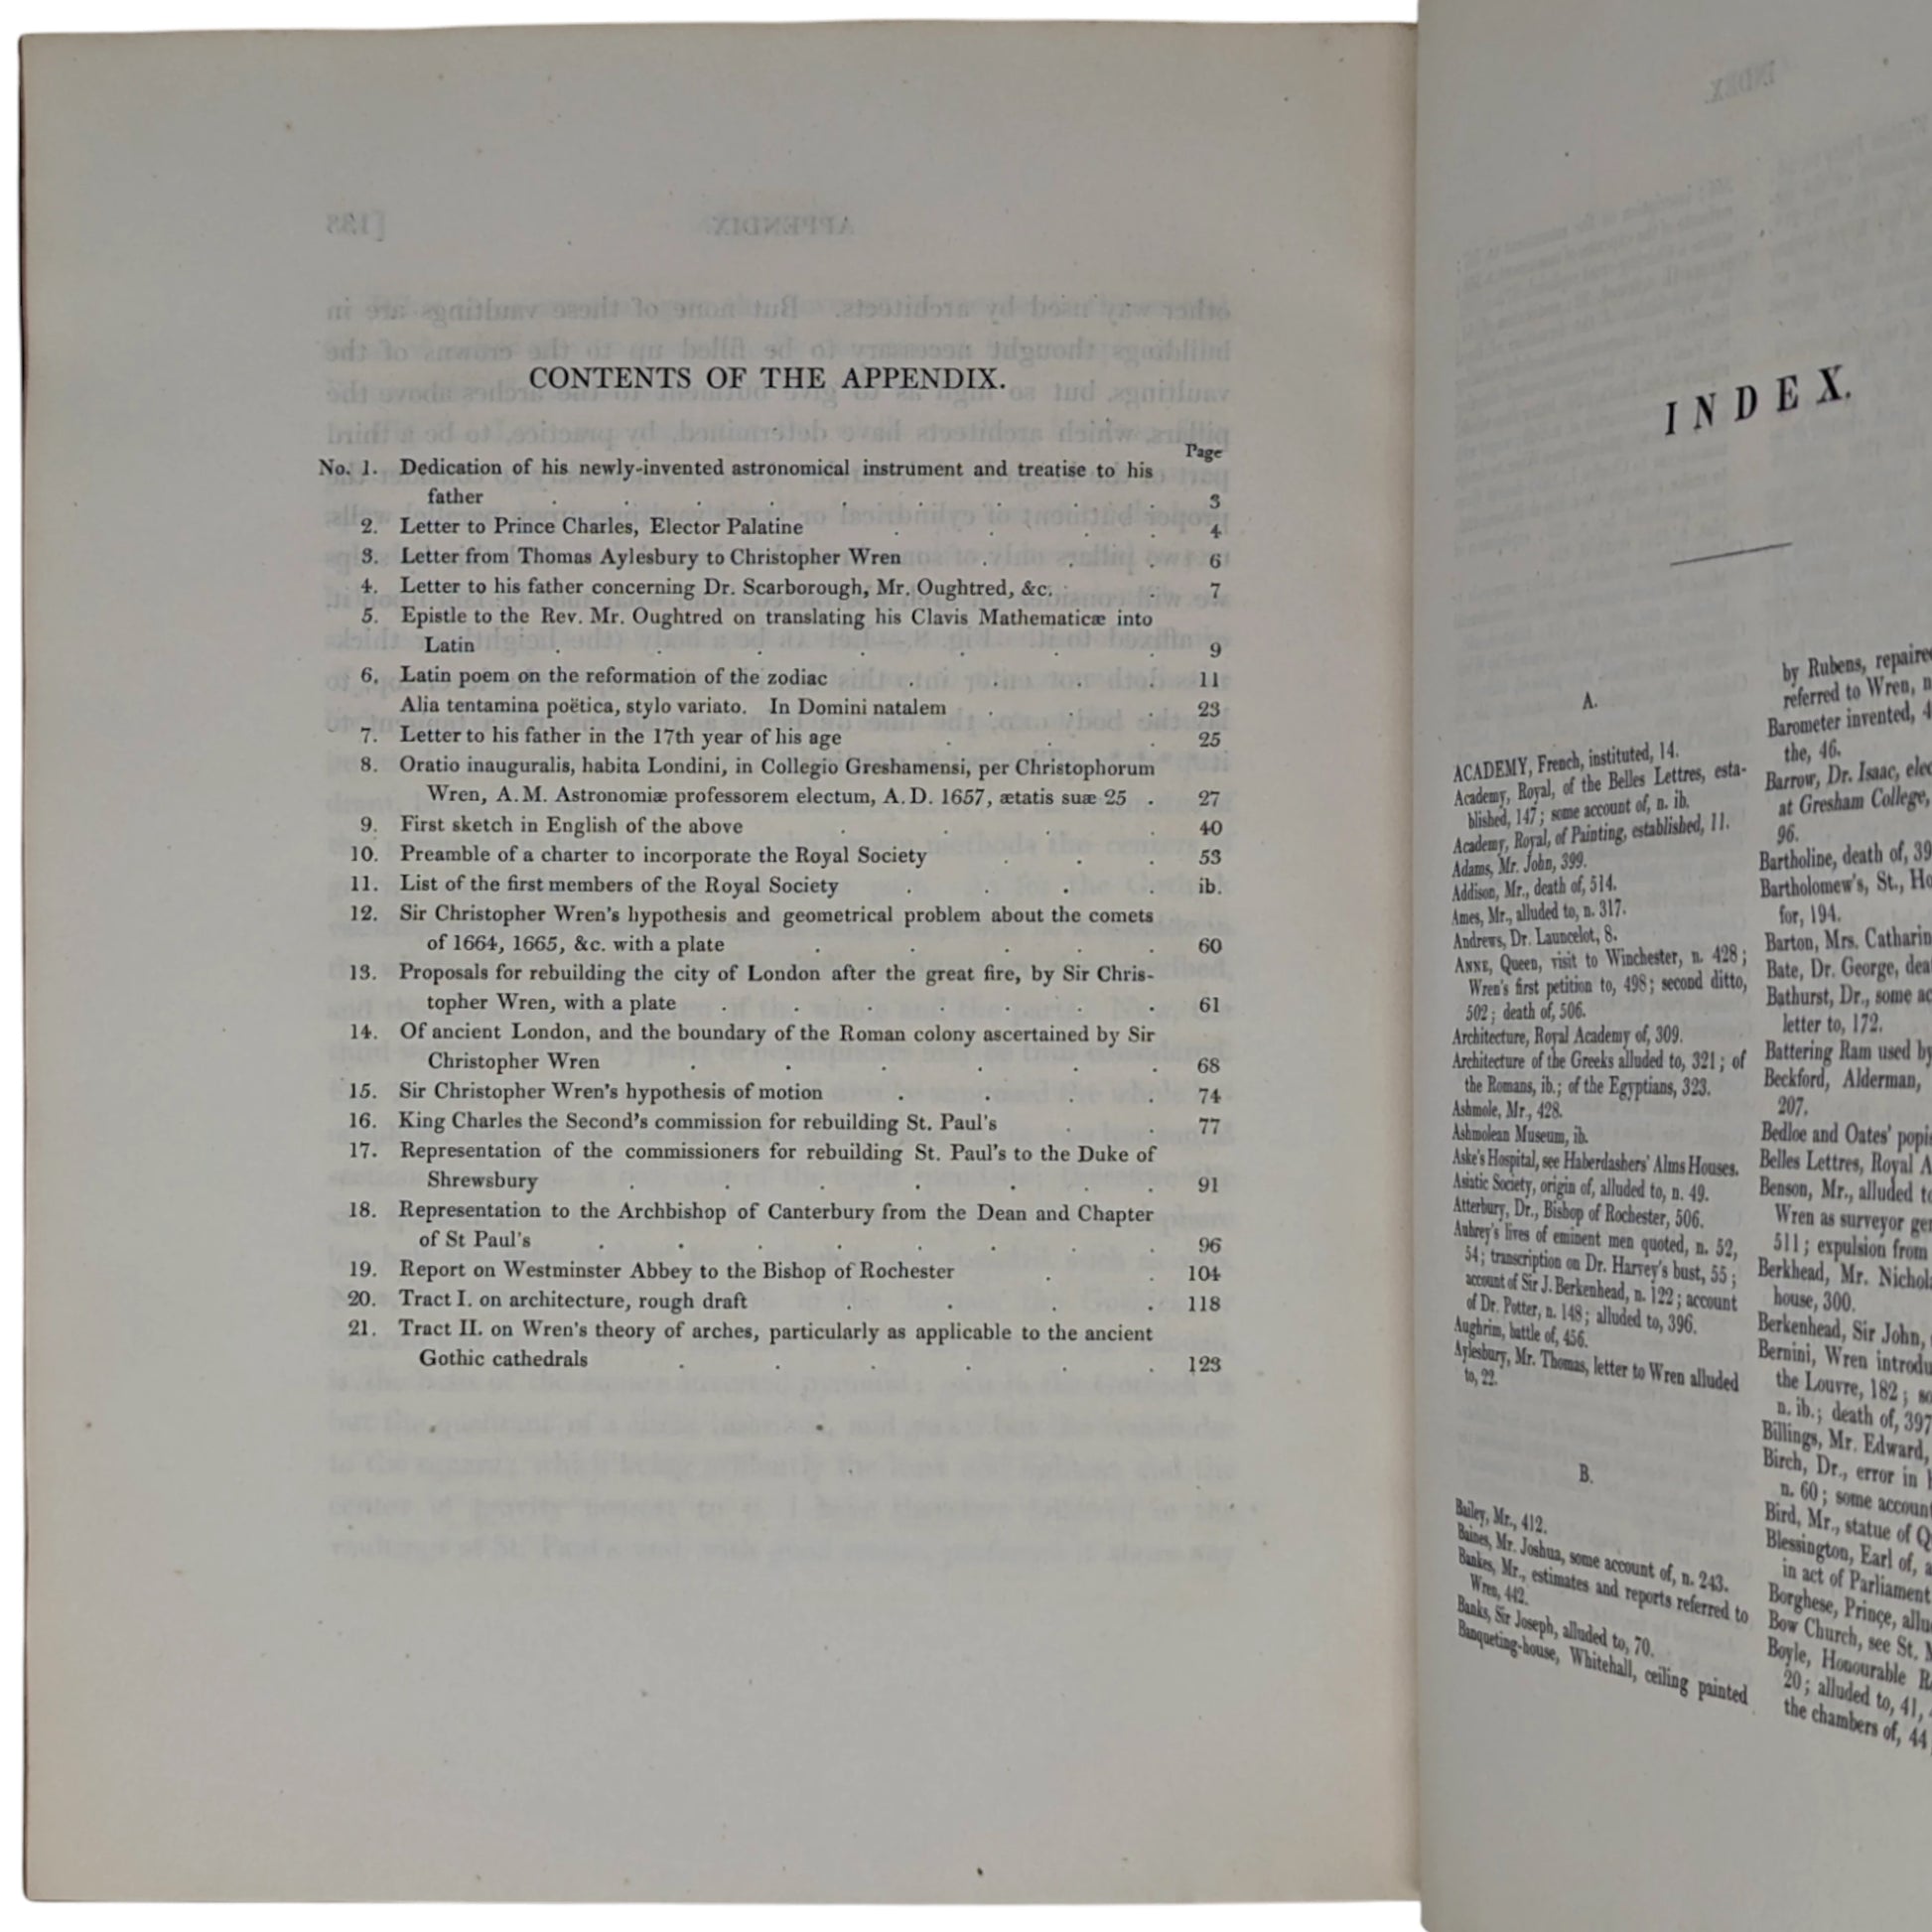 CONTENTS OF THE APPENDIX.
Page
No. 1. Dedication of his newly-invented astronomical instrument and treatise to his
father . . . . . . . . . 3
2. Letter to Prince Charles, Elector Palatine . . . . 4
3. Letter from Thomas Aylesbury to Christopher Wren . . . 6
4. Letter to his father concerning Dr. Scarborough, Mr. Oughtred, &c. . 7
5. Epistle to the Rev. Mr. Oughtred on translating his Clavis Mathematicæ into
Latin . . . . . . . 9
6. Latin poem on the reformation of the zodiac . . . . 11
Alia tentamina poëtica, stylo variato. In Domini natalem . . . 23
7. Letter to his father in the 17th year of his age . . . 25
8. Oratio inauguralis, habita Londini, in Collegio Greshamensi, per Christophorum
Wren, A.M. Astronomiæ professorem electum, A.D. 1657, ætatis suæ 25 . 27
9. First sketch in English of the above . . . . 40
10. Preamble of a charter to incorporate the Royal Society . . . 53
11. List of the first members of the Royal Society . . . . ib.
12. Sir Christopher Wren's hypothesis and geometrical problem about the comets
of 1664, 1665, &c. with a plate . . . . . 60
13. Proposals for rebuilding the city of London after the great fire, by Sir Chris-
topher Wren, with a plate . . . . . . . 61
14. Of ancient London, and the boundary of the Roman colony ascertained by Sir
Christopher Wren . . . . . . 68
15. Sir Christopher Wren's hypothesis of motion . . . . 74
16. King Charles the Second's commission for rebuilding St. Paul's . . 77
17. Representation of the commissioners for rebuilding St. Paul's to the Duke of
Shrewsbury . . . . . . . 91
18. Representation to the Archbishop of Canterbury from the Dean and Chapter
of St Paul's . . . . . . . . 96
19. Report on Westminster Abbey to the Bishop of Rochester . . 104
20. Tract I. on architecture, rough draft . . . . 118
21. Tract II. on Wren's theory of arches, particularly as applicable to the ancient
Gothic cathedrals . . . . . . 123
INDEX.
A.
ACADEMY, French, instituted, 14.
Academy, Royal, of the Belles Lettres, esta-
blished, 147; some account of, n. ib.
Academy, Royal, of Painting, established, 11.
Adams, Mr. John, 399.
Addison, Mr., death of, 514.
Ames, Mr., alluded to, n. 317.
Andrews, Dr. Launcelot, 8.
ANNE, Queen, visit to Winchester, n. 428;
Wren's first petition to, 498; second ditto,
502; death of, 506.
Architecture, Royal Academy of, 309.
Architecture of the Greeks alluded to, 321; of
the Romans, ib.; of the Egyptians, 323.
Ashmole, Mr., 428.
Ashmolean Museum, ib.
Aske's Hospital, see Haberdashers' Alms Houses.
Asiatic Society, origin of, alluded to, n. 49.
Atterbury, Dr., Bishop of Rochester, 506.
Aubrey's lives of eminent men quoted, n. 52,
54; transcription on Dr. Harvey's bust, 55;
account of Sir J. Berkenhead, n. 122; account
of Dr. Potter, n. 148; alluded to, 396.
Aughrim, battle of, 456.
Aylesbury, Mr. Thomas, letter to Wren alluded
to, 22.
B.
Bailey, Mr., 412.
Baines, Mr. Joshua, some account of, n. 243.
Bankes, Mr., estimates and reports referred to
Wren, 442.
Banks, Sir Joseph, alluded to, 70.
Banqueting-house, Whitehall, ceiling painted
by Rubens,
referred to Wren,
Barometer invented,
the, 46.
Barrow, Dr. Isaac,
at Gresham College,
96.
Bartholine, death of,
Bartholomew's, St.,
for, 194.
Barton, Mrs.
Bate, Dr. George,
Bathurst, Dr., some
letter to, 172.
Battering Ram used by
Beckford, Alderman,
207.
Bedloe and Oates'
Belles Lettres, Royal
Benson, Mr., alluded
Wren as surveyor
511; expulsion from
Berkhead, Mr.
house, 300.
Berkenhead, Sir John,
Bernini, Wren
the Louvre, 182;
n. ib.; death of, 397
Billings, Mr. Edward,
Birch, Dr., error in
n. 60; some
Bird, Mr., statue of
Blessington, Earl of,
in act of Parliament
Borghese, Prince,
Bow Church, see St.
Boyle, Honourable
20; alluded to, 41,
the chambers of, 44